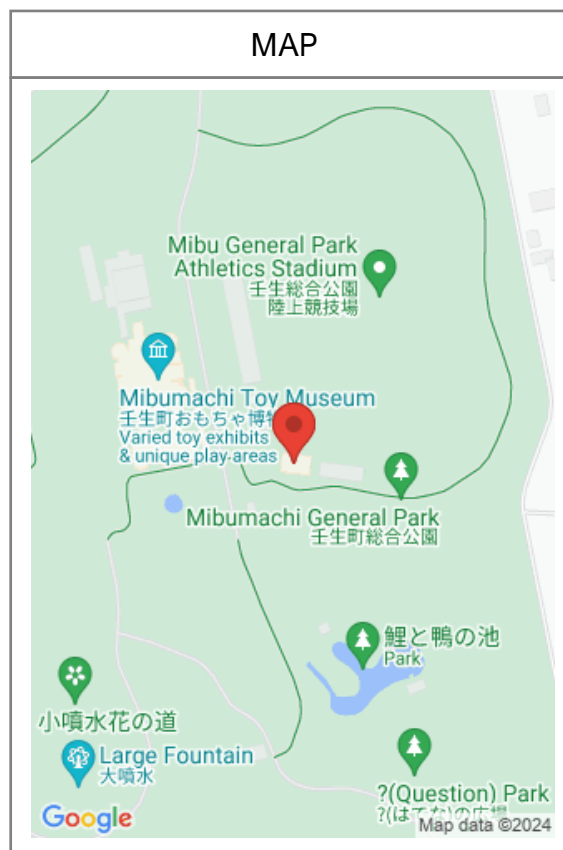 MAP
Mibu General Park
Athletics Stadium
壬生総合公園
陸上競技場
Mibumachi Toy Museum
壬生町おもちゃ博
Varied toy exhibits
& unique play areas
Mibumachi General Park
壬生町総合公園
鯉と鴨の池
Park
小噴水花の道
Large Fountain
大噴水
?(Question) Park
?(はてな)の広場
Google
Map data ©2024